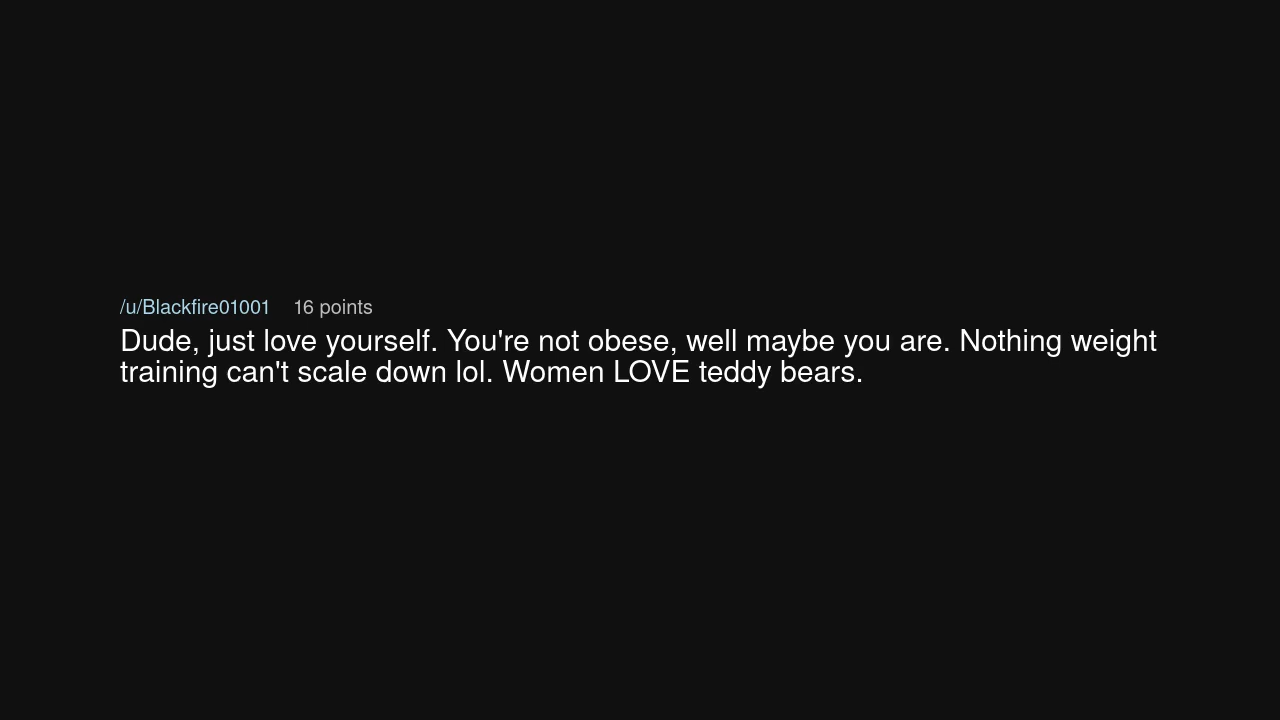 /u/Blackfire01001 16 points
Dude, just love yourself. You're not obese, well maybe you are. Nothing weight
training can't scale down lol. Women LOVE teddy bears.